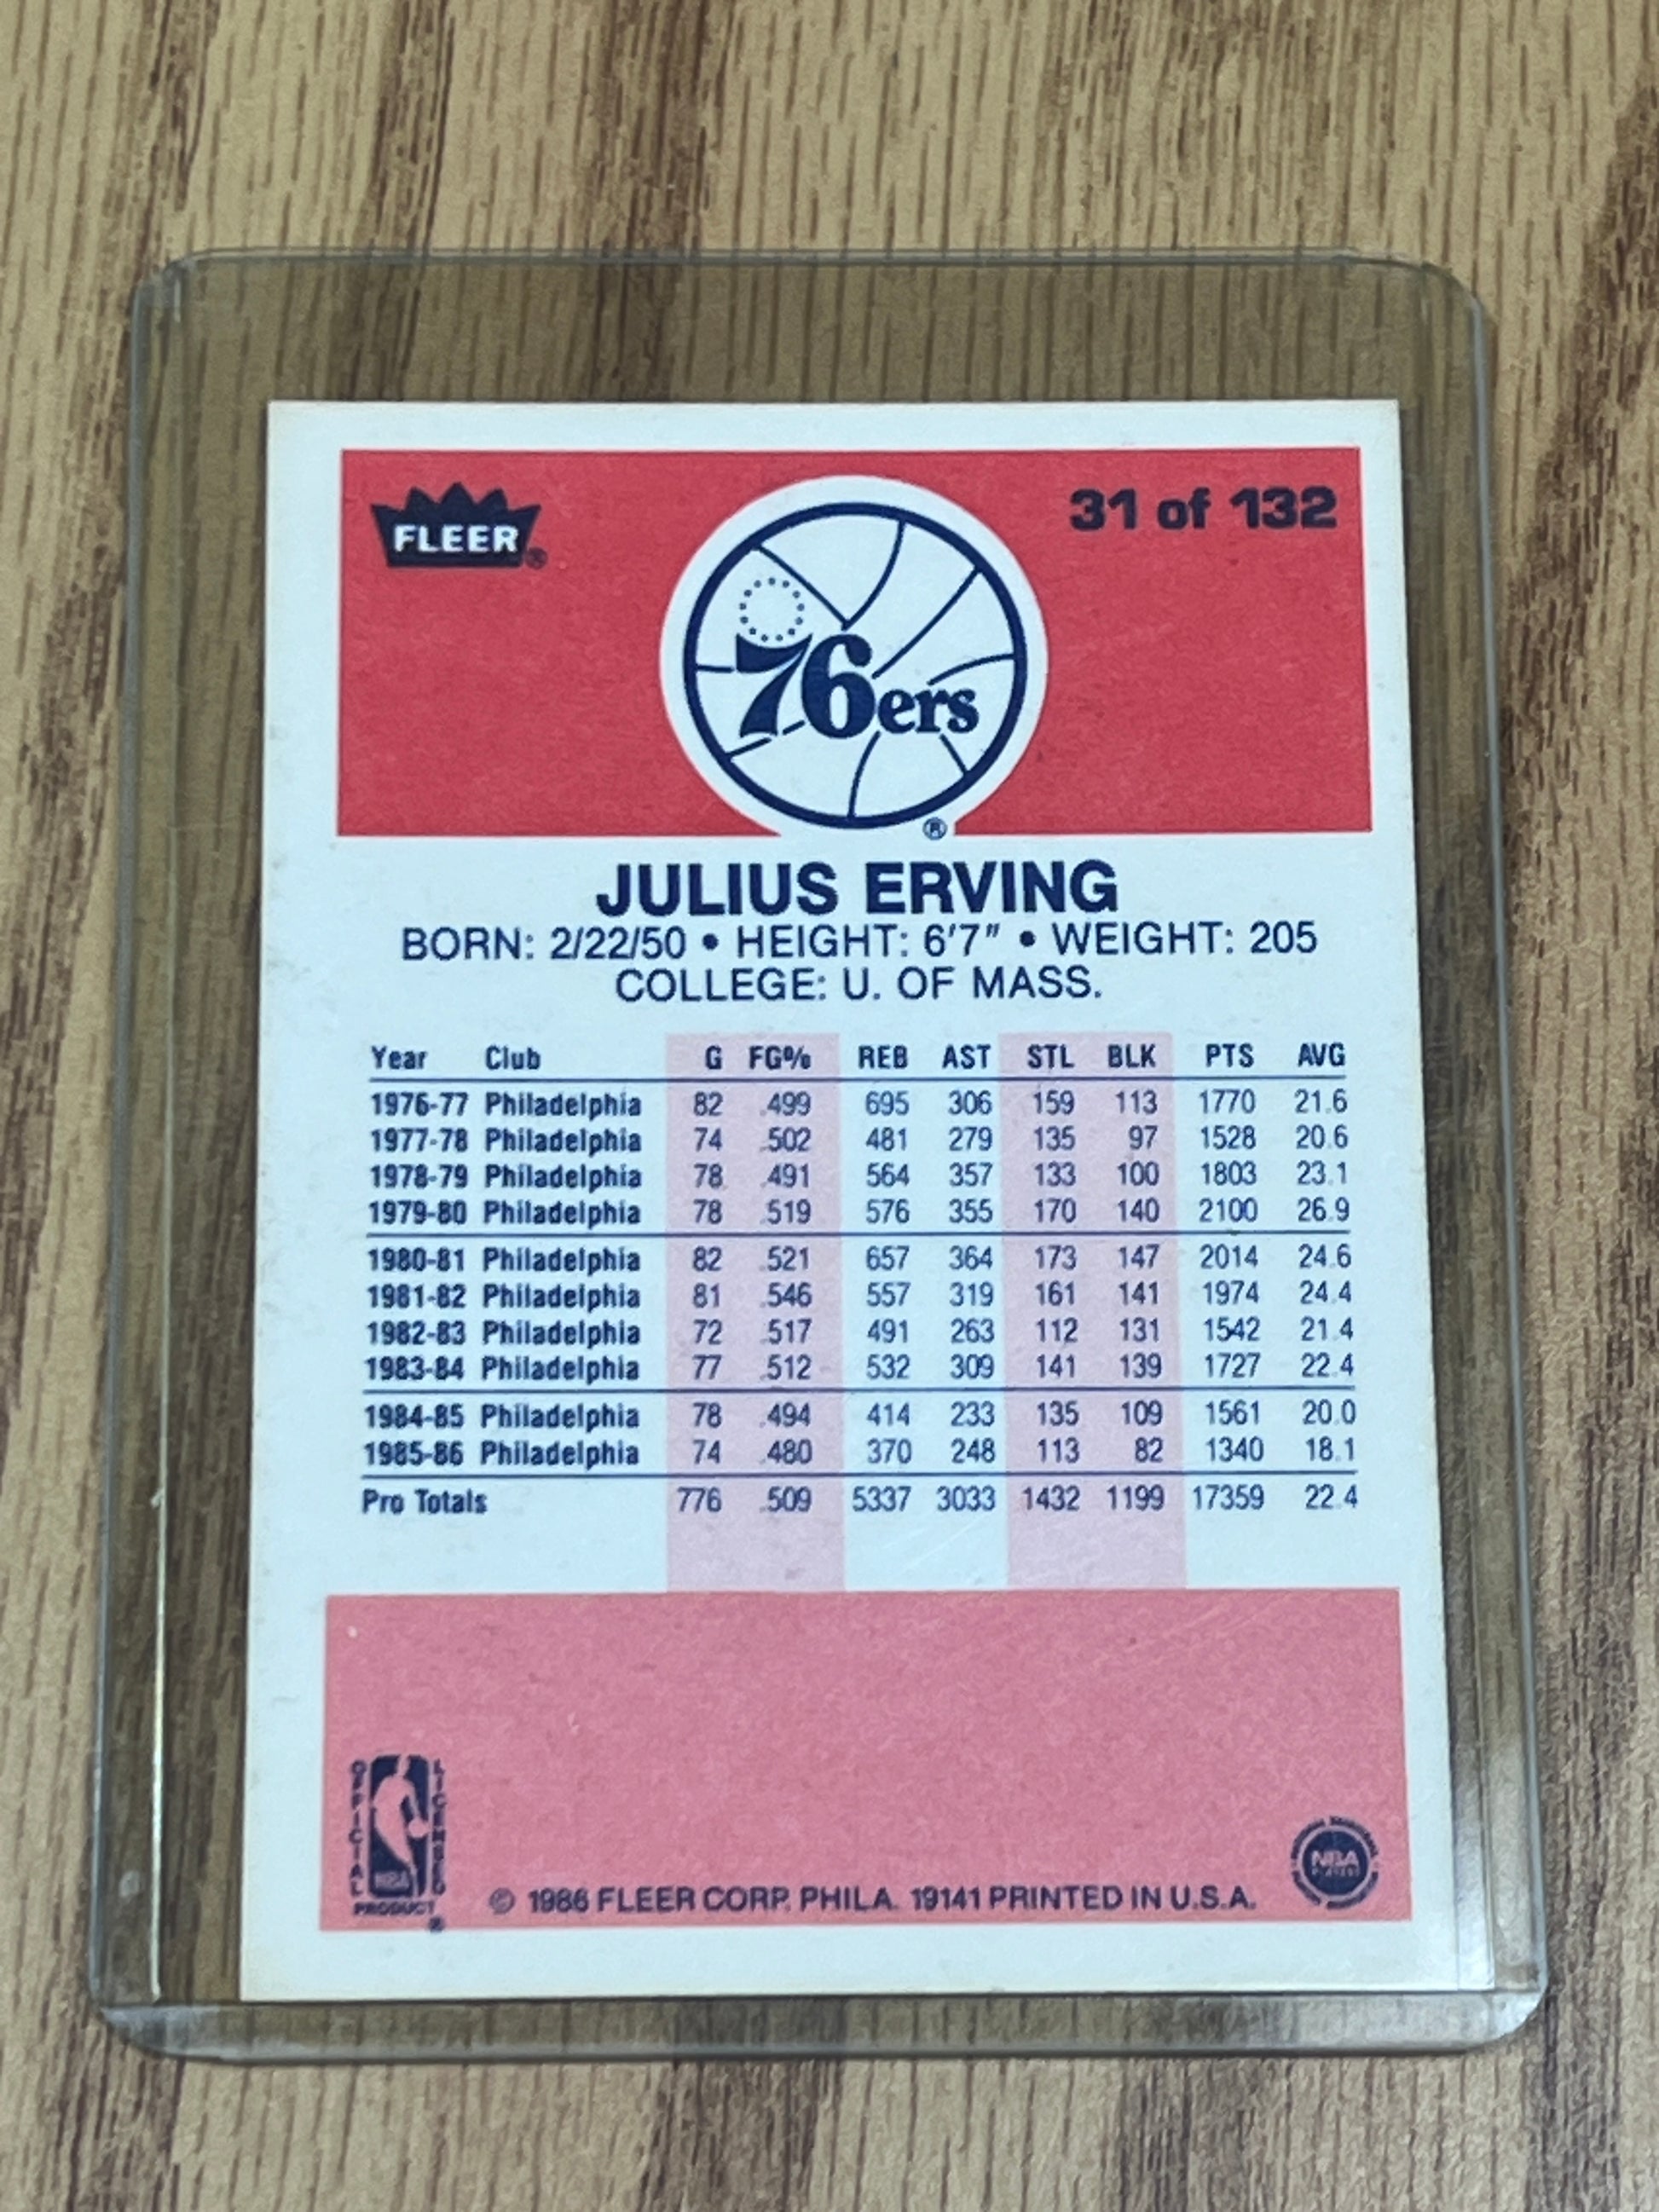 FLEER®
31 of 132
76ers
®
JULIUS ERVING
BORN: 2/22/50 • HEIGHT: 6'7" • WEIGHT: 205
COLLEGE: U. OF MASS.
Year Club G FG% REB AST STL BLK PTS AVG
1976-77 Philadelphia 82 .499 695 306 159 113 1770 21.6
1977-78 Philadelphia 74 .502 481 279 135 97 1528 20.6
1978-79 Philadelphia 78 .491 564 357 133 100 1803 23.1
1979-80 Philadelphia 78 .519 576 355 170 140 2100 26.9
1980-81 Philadelphia 82 .521 657 364 173 147 2014 24.6
1981-82 Philadelphia 81 .546 557 319 161 141 1974 24.4
1982-83 Philadelphia 72 .517 491 263 112 131 1542 21.4
1983-84 Philadelphia 77 .512 532 309 141 139 1727 22.4
1984-85 Philadelphia 78 .494 414 233 135 109 1561 20.0
1985-86 Philadelphia 74 .480 370 248 113 82 1340 18.1
Pro Totals 776 .509 5337 3033 1432 1199 17359 22.4
OFFICIAL
LICENSED
NBA
PRODUCT
®
© 1986 FLEER CORP. PHILA. 19141 PRINTED IN U.S.A.
NBA
PLAYERS